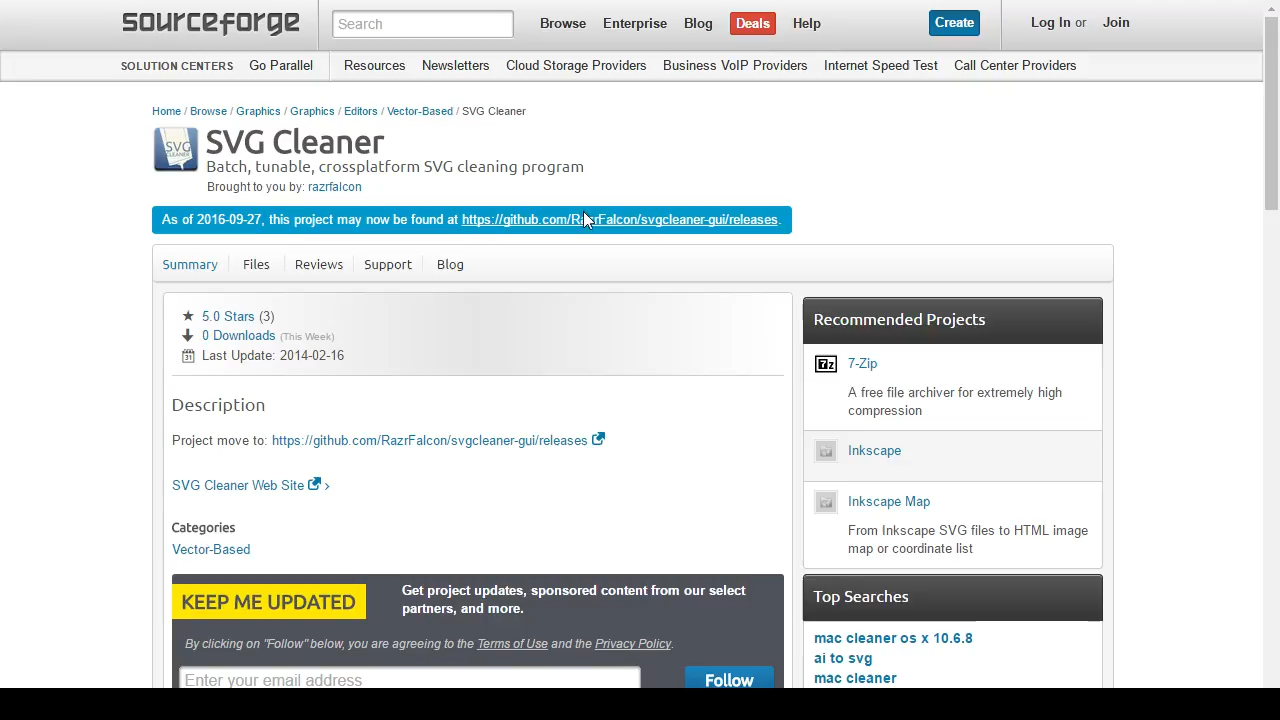 sourceforge
Search
Browse Enterprise Blog Deals Help
Create
Log In or Join
SOLUTION CENTERS Go Parallel Resources Newsletters Cloud Storage Providers Business VoIP Providers Internet Speed Test Call Center Providers
Home / Browse / Graphics / Graphics / Editors / Vector-Based / SVG Cleaner
SVG
CLEANER
SVG Cleaner
Batch, tunable, crossplatform SVG cleaning program
Brought to you by: razrfalcon
As of 2016-09-27, this project may now be found at https://github.com/RazrFalcon/svgcleaner-gui/releases.
Summary Files Reviews Support Blog
5.0 Stars (3)
0 Downloads (This Week)
31 Last Update: 2014-02-16
Description
Project move to: https://github.com/RazrFalcon/svgcleaner-gui/releases
SVG Cleaner Web Site ›
Categories
Vector-Based
KEEP ME UPDATED
Get project updates, sponsored content from our select
partners, and more.
By clicking on "Follow" below, you are agreeing to the Terms of Use and the Privacy Policy.
Enter your email address
Follow
Recommended Projects
7z 7-Zip
A free file archiver for extremely high
compression
Inkscape
Inkscape Map
From Inkscape SVG files to HTML image
map or coordinate list
Top Searches
mac cleaner os x 10.6.8
ai to svg
mac cleaner